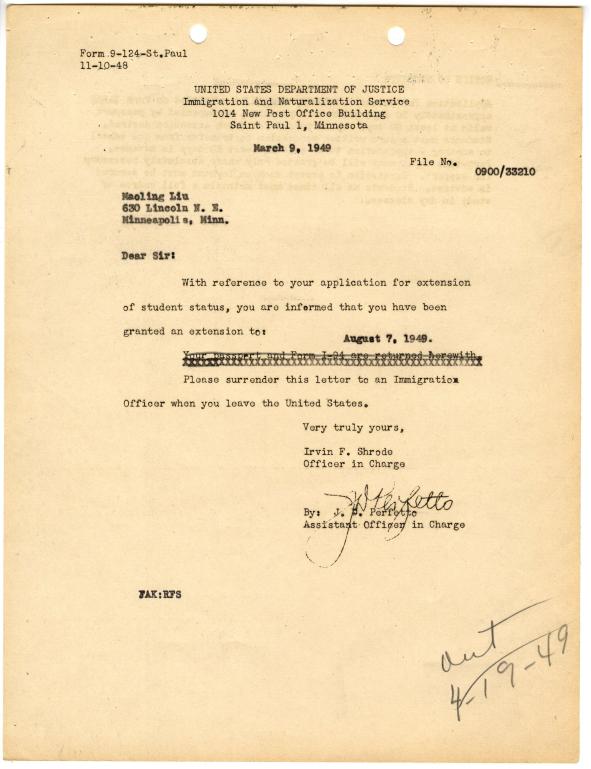 Form 9-124-St.Paul
11-10-48
UNITED STATES DEPARTMENT OF JUSTICE
Immigration and Naturalization Service
1014 New Post Office Building
Saint Paul 1, Minnesota
March 9, 1949
File No.
0900/33210
Maoling Liu
630 Lincoln N. E.
Minneapolis, Minn.
Dear Sir:
With reference to your application for extension
of student status, you are informed that you have been
granted an extension to:
August 7, 1949.
Your passport and Form I-94 are returned herewith.
Please surrender this letter to an Immigration
Officer when you leave the United States.
Very truly yours,
Irvin F. Shrode
Officer in Charge
JDPerfetto
By: J. D. Perfetto
Assistant Officer in Charge
FAK:RFS
out
4-19-49